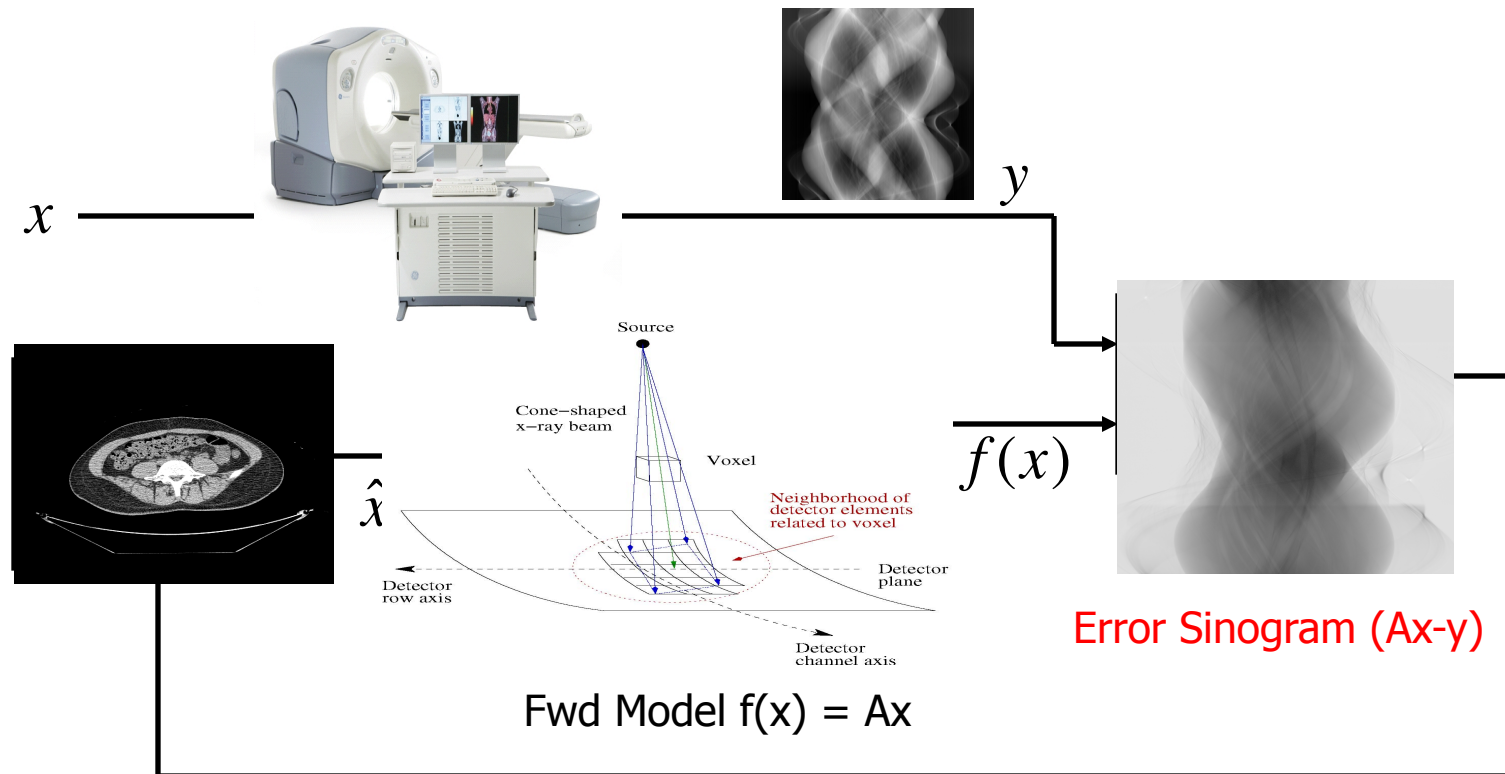 x
y
Source
Cone-shaped
x-ray beam
Voxel
f(x)
x̂
Neighborhood of
detector elements
related to voxel
Detector
row axis
Detector
plane
Detector
channel axis
Error Sinogram (Ax-y)
Fwd Model f(x) = Ax